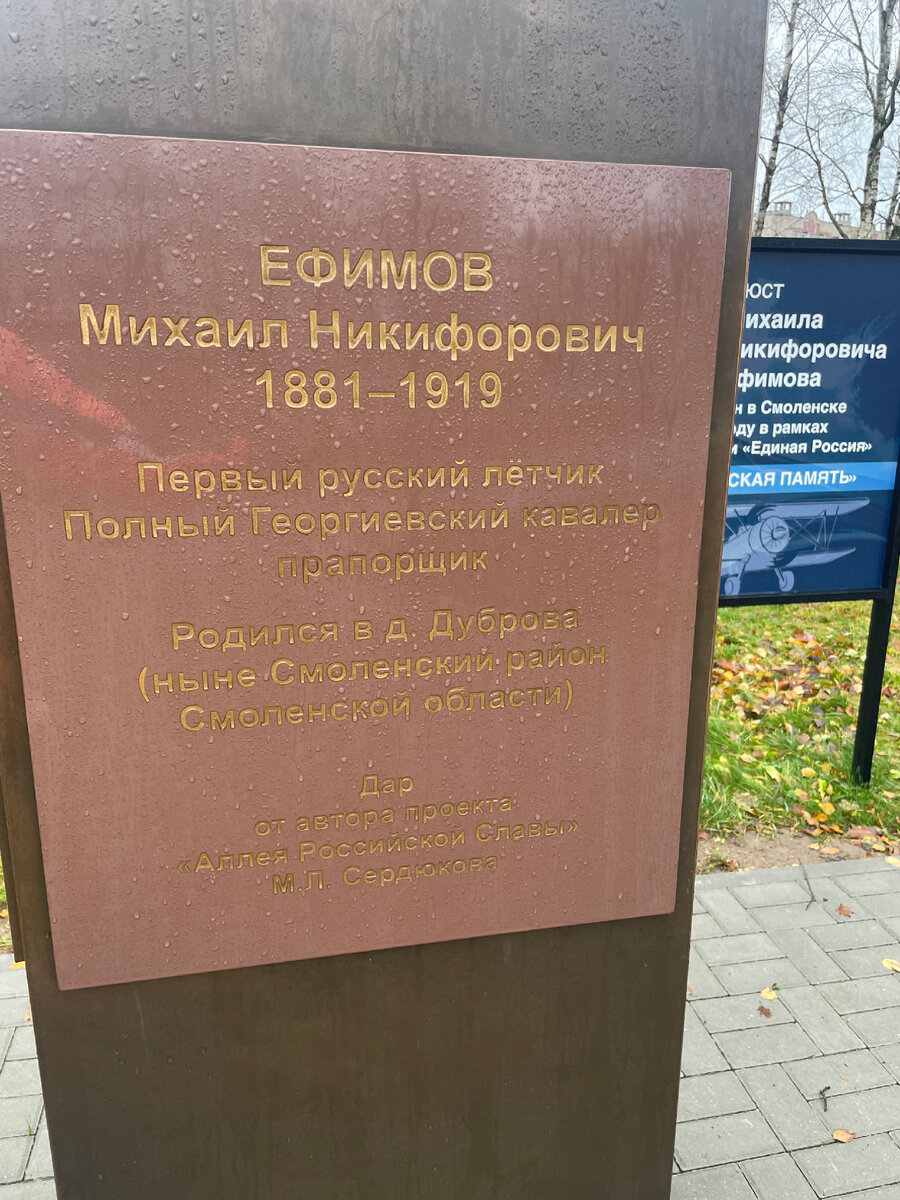 ЕФИМОВ
Михаил Никифорович
1881–1919
Первый русский лётчик
Полный Георгиевский кавалер
прапорщик
Родился в д. Дуброва
(ныне Смоленский район
Смоленской области)
Дар
от автора проекта
«Аллея Российской Славы»
М.Л. Сердюкова
ЮСТ
ихаила
икифоровича
фимова
н в Смоленске
оду в рамках
и «Единая Россия»
СКАЯ ПАМЯТЬ»